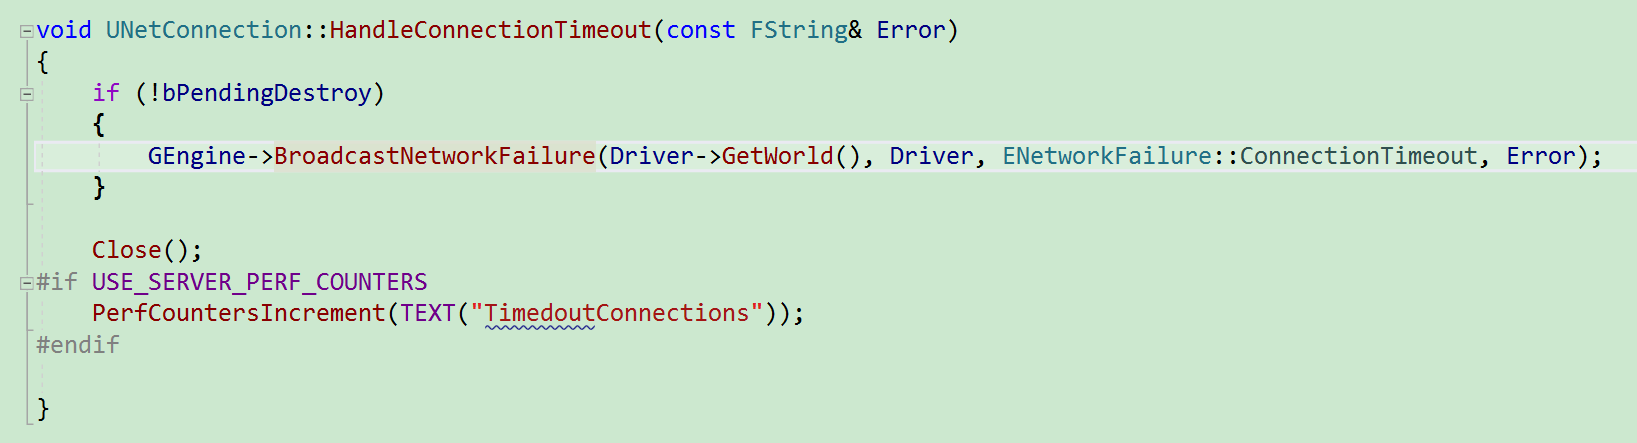 void UNetConnection::HandleConnectionTimeout(const FString& Error)
{
    if (!bPendingDestroy)
    {
        GEngine->BroadcastNetworkFailure(Driver->GetWorld(), Driver, ENetworkFailure::ConnectionTimeout, Error);
    }

    Close();
#if USE_SERVER_PERF_COUNTERS
    PerfCountersIncrement(TEXT("TimedoutConnections"));
#endif

}